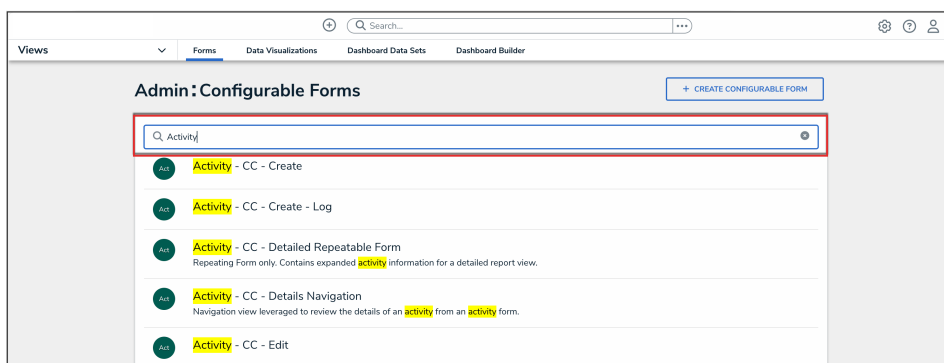 Search...
Views
Forms
Data Visualizations
Dashboard Data Sets
Dashboard Builder
Admin:Configurable Forms
+ CREATE CONFIGURABLE FORM
Activity
Act
Activity - CC - Create
Act
Activity - CC - Create - Log
Act
Activity - CC - Detailed Repeatable Form
Repeating Form only. Contains expanded activity information for a detailed report view.
Act
Activity - CC - Details Navigation
Navigation view leveraged to review the details of an activity from an activity form.
Act
Activity - CC - Edit